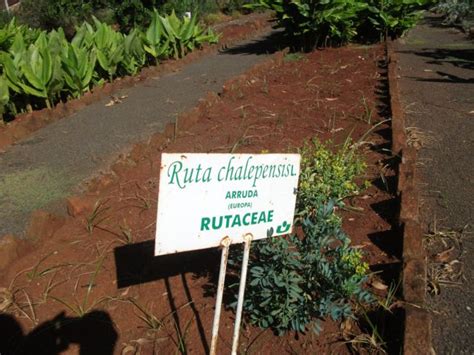 Ruta chalepensis L
ARRUDA
(EUROPA)
RUTACEAE